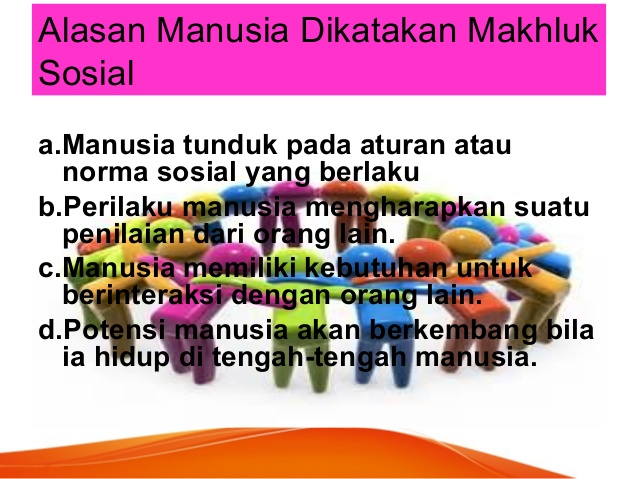 Alasan Manusia Dikatakan Makhluk
Sosial
a.Manusia tunduk pada aturan atau
norma sosial yang berlaku
b.Perilaku manusia mengharapkan suatu
penilaian dari orang lain.
c.Manusia memiliki kebutuhan untuk
berinteraksi dengan orang lain.
d.Potensi manusia akan berkembang bila
ia hidup di tengah-tengah manusia.